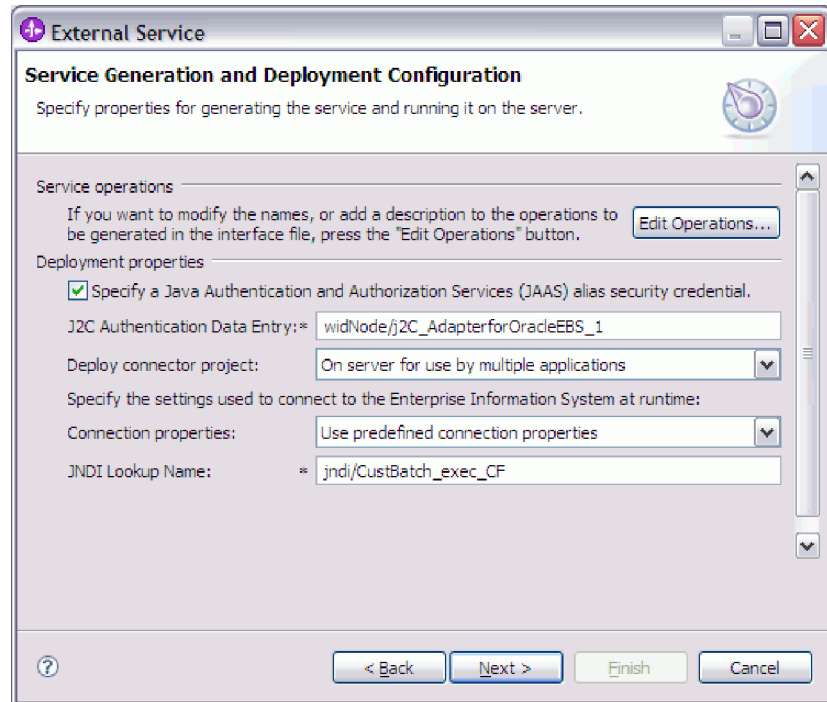 External Service
Service Generation and Deployment Configuration
Specify properties for generating the service and running it on the server.
Service operations
If you want to modify the names, or add a description to the operations to
be generated in the interface file, press the "Edit Operations" button.
Edit Operations...
Deployment properties
Specify a Java Authentication and Authorization Services (JAAS) alias security credential.
J2C Authentication Data Entry:* widNode/j2C_AdapterforOracleEBS_1
Deploy connector project: On server for use by multiple applications
Specify the settings used to connect to the Enterprise Information System at runtime:
Connection properties: Use predefined connection properties
JNDI Lookup Name: * jndi/CustBatch_exec_CF
? < Back Next > Finish Cancel